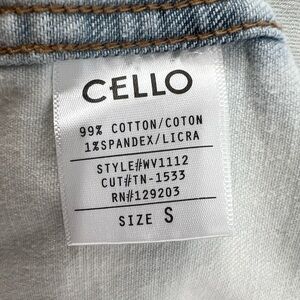 CELLO
99% COTTON/COTON
1%SPANDEX/LICRA
STYLE#WV1112
CUT#TN-1533
RN#129203
SIZE S